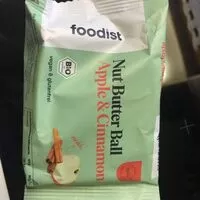 foodist
BIO
vegan & glutenfrei
Nut Butter Ball
Apple & Cinnamon